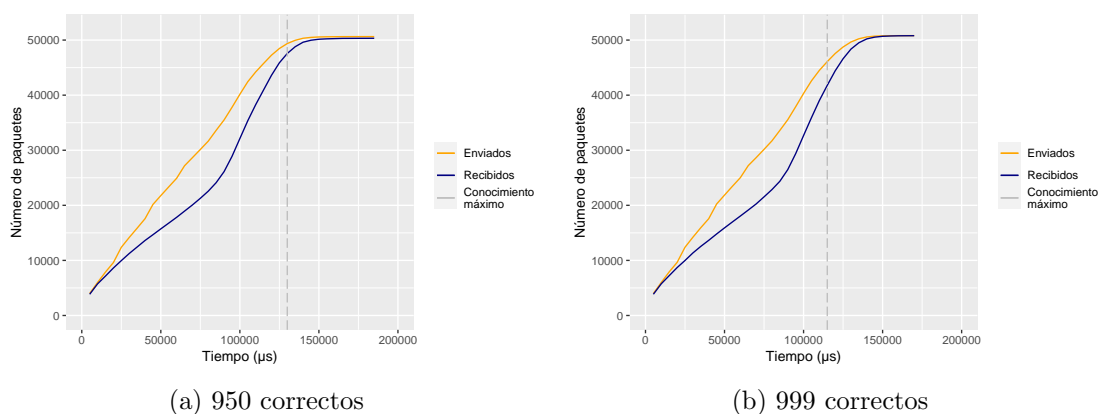 50000
40000
30000
20000
10000
0
Número de paquetes
0
50000
100000
150000
200000
Tiempo (µs)
Enviados
Recibidos
Conocimiento
máximo
(a) 950 correctos
50000
40000
30000
20000
10000
0
Número de paquetes
0
50000
100000
150000
200000
Tiempo (µs)
Enviados
Recibidos
Conocimiento
máximo
(b) 999 correctos